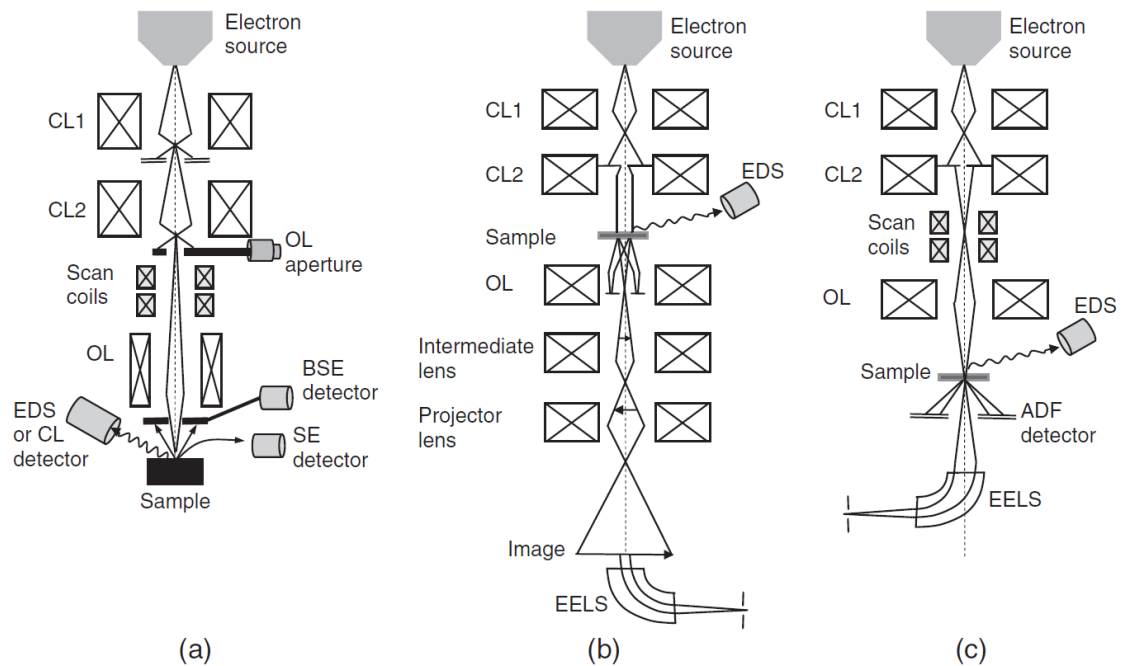 Electron
source
CL1
CL2
OL
aperture
Scan
coils
OL
BSE
detector
EDS
or CL
detector
SE
detector
Sample
(a)
Electron
source
CL1
CL2
EDS
Sample
OL
Intermediate
lens
Projector
lens
Image
EELS
(b)
Electron
source
CL1
CL2
Scan
coils
OL
EDS
Sample
ADF
detector
EELS
(c)